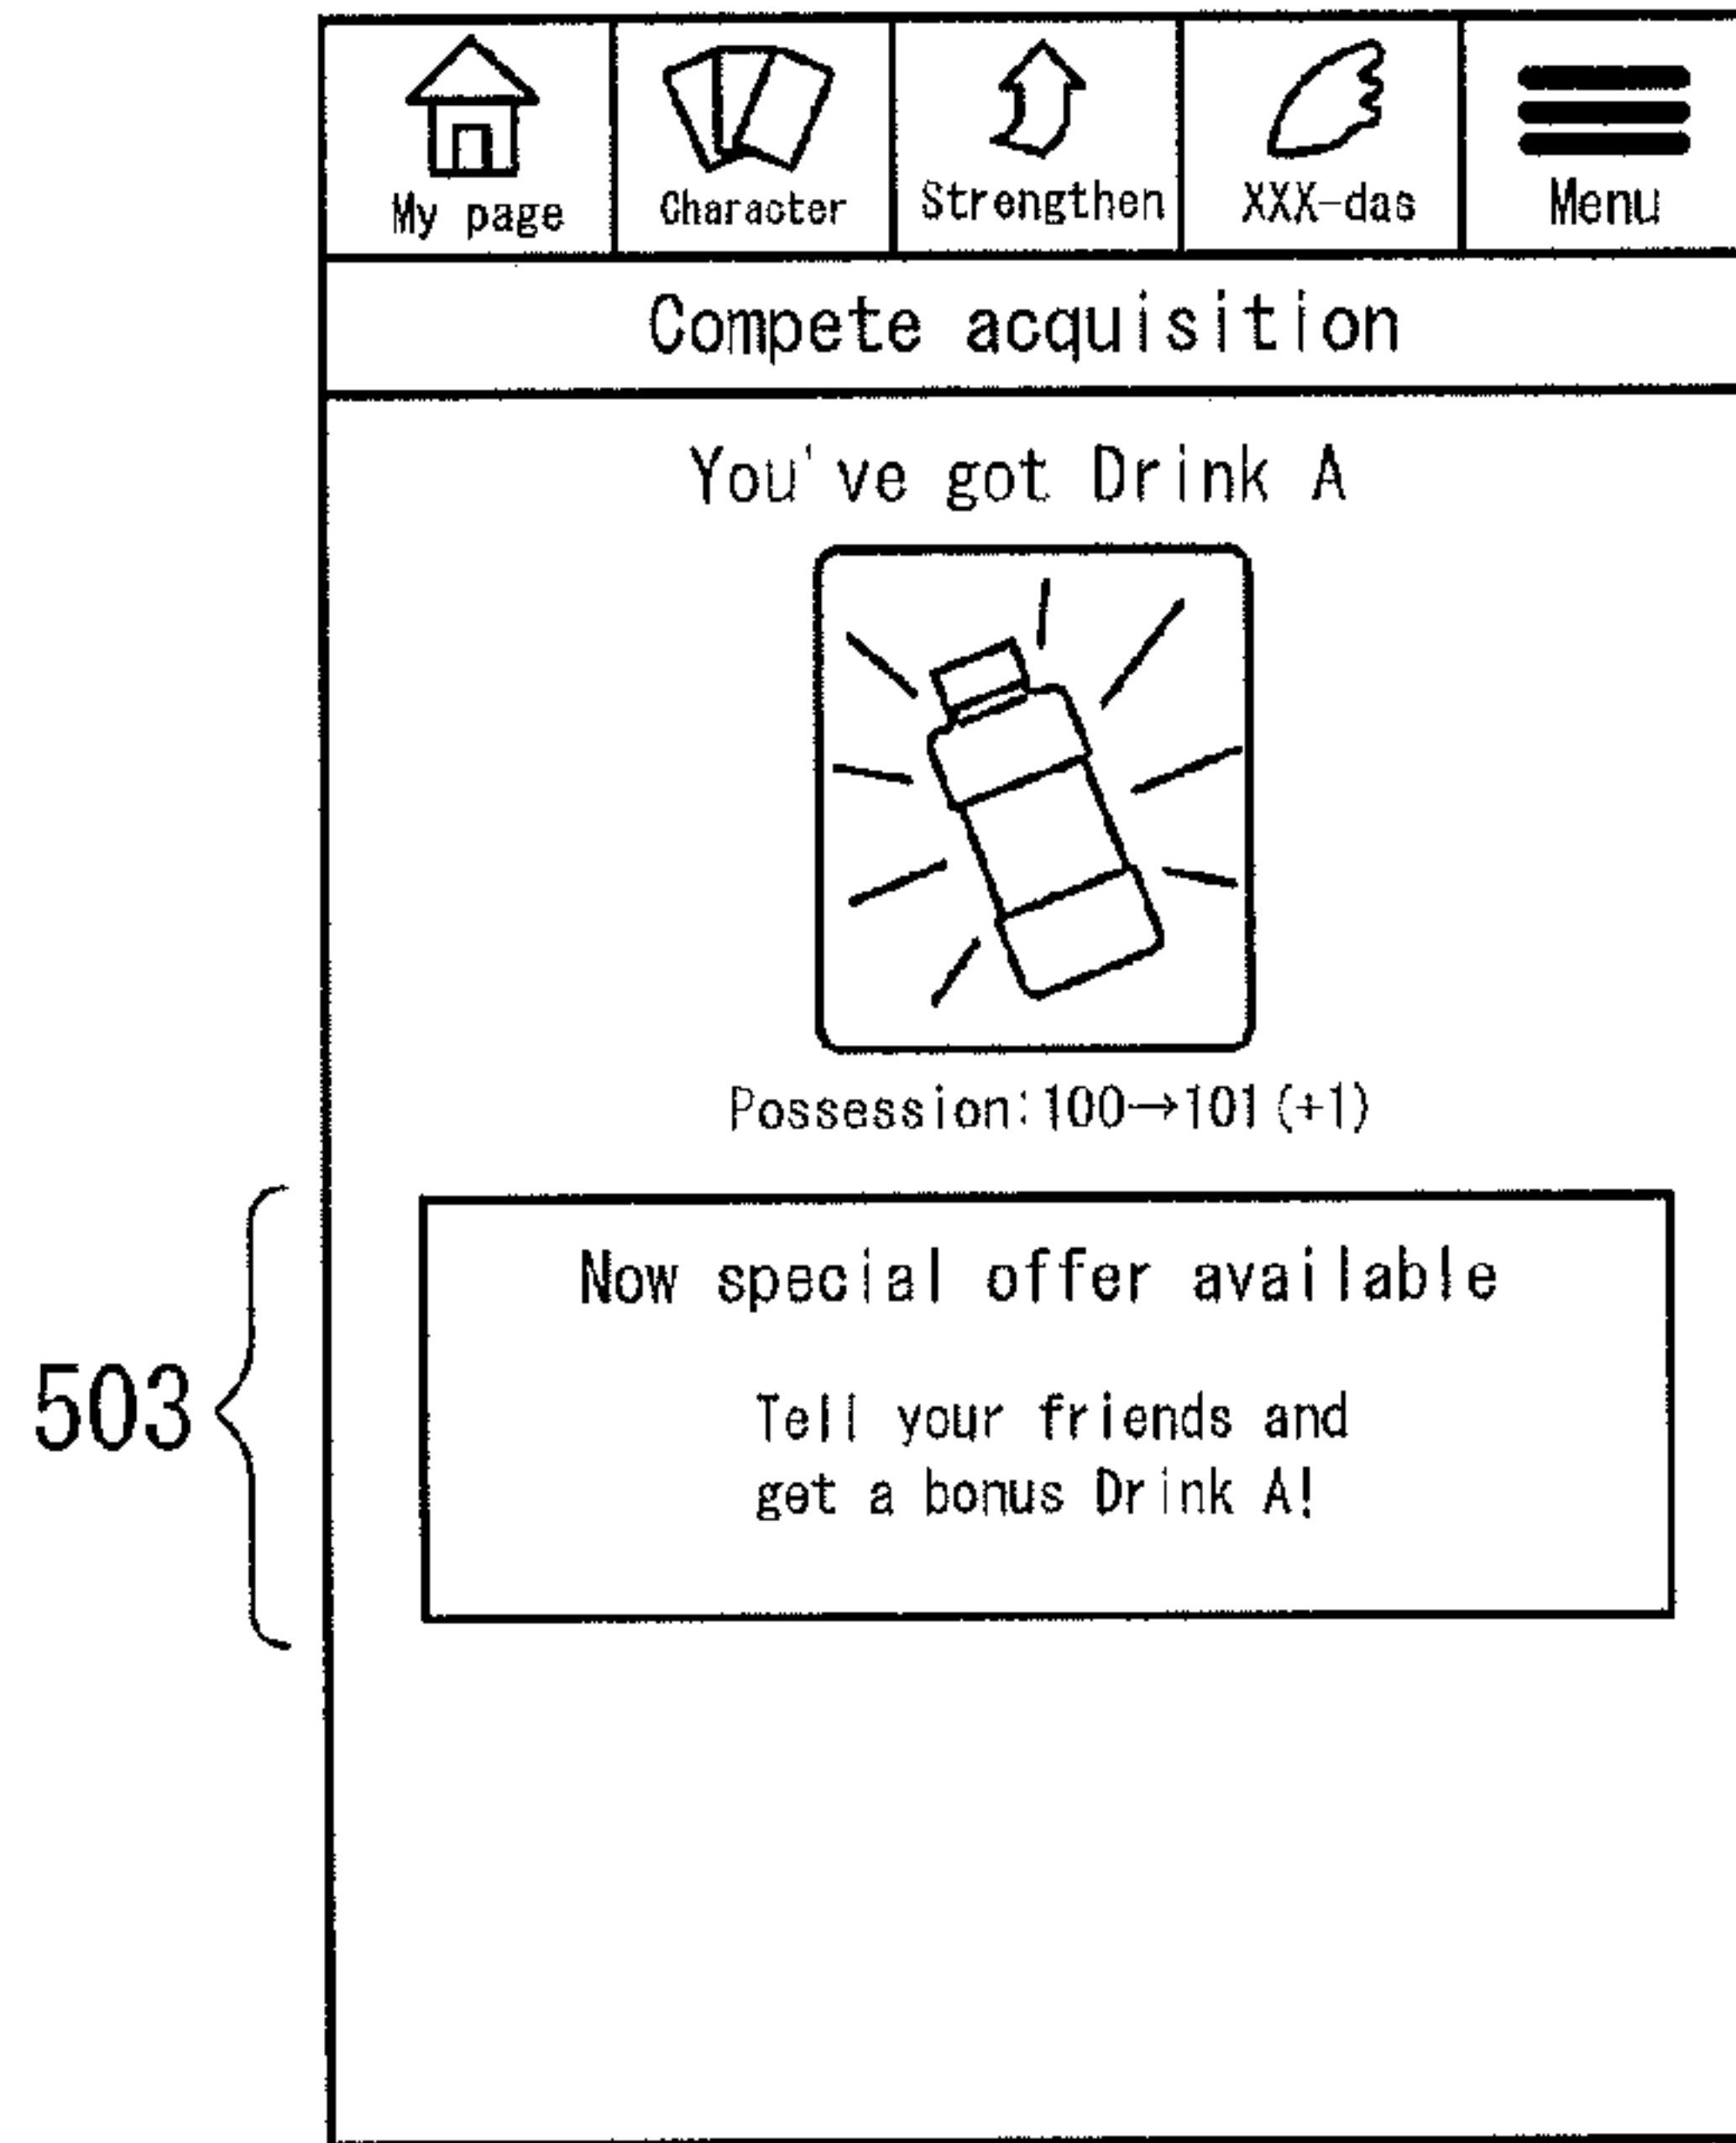 My page
Character
Strengthen
XXX-das
Menu
Compete acquisition
You've got Drink A
Possession:100→101(+1)
503
Now special offer available
Tell your friends and
get a bonus Drink A!